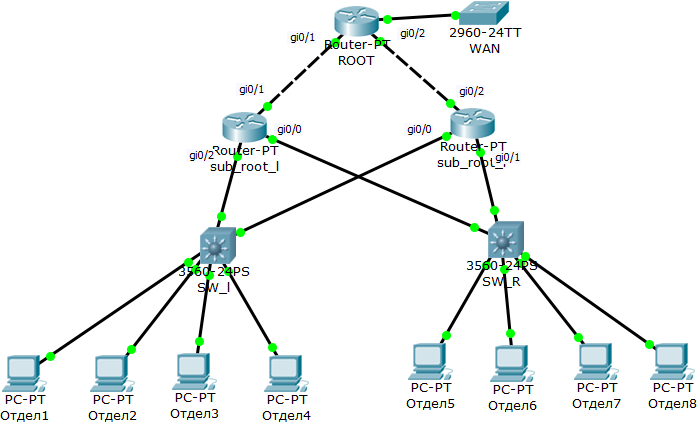 gi0/1
gi0/2
2960-24TT
WAN
Router-PT
ROOT
gi0/1
gi0/2
gi0/0
gi0/0
gi0/2
Router-PT
sub_root_l
Router-PT
sub_root_r
gi0/1
3560-24PS
SW_l
3560-24PS
SW_R
PC-PT
Отдел1
PC-PT
Отдел2
PC-PT
Отдел3
PC-PT
Отдел4
PC-PT
Отдел5
PC-PT
Отдел6
PC-PT
Отдел7
PC-PT
Отдел8